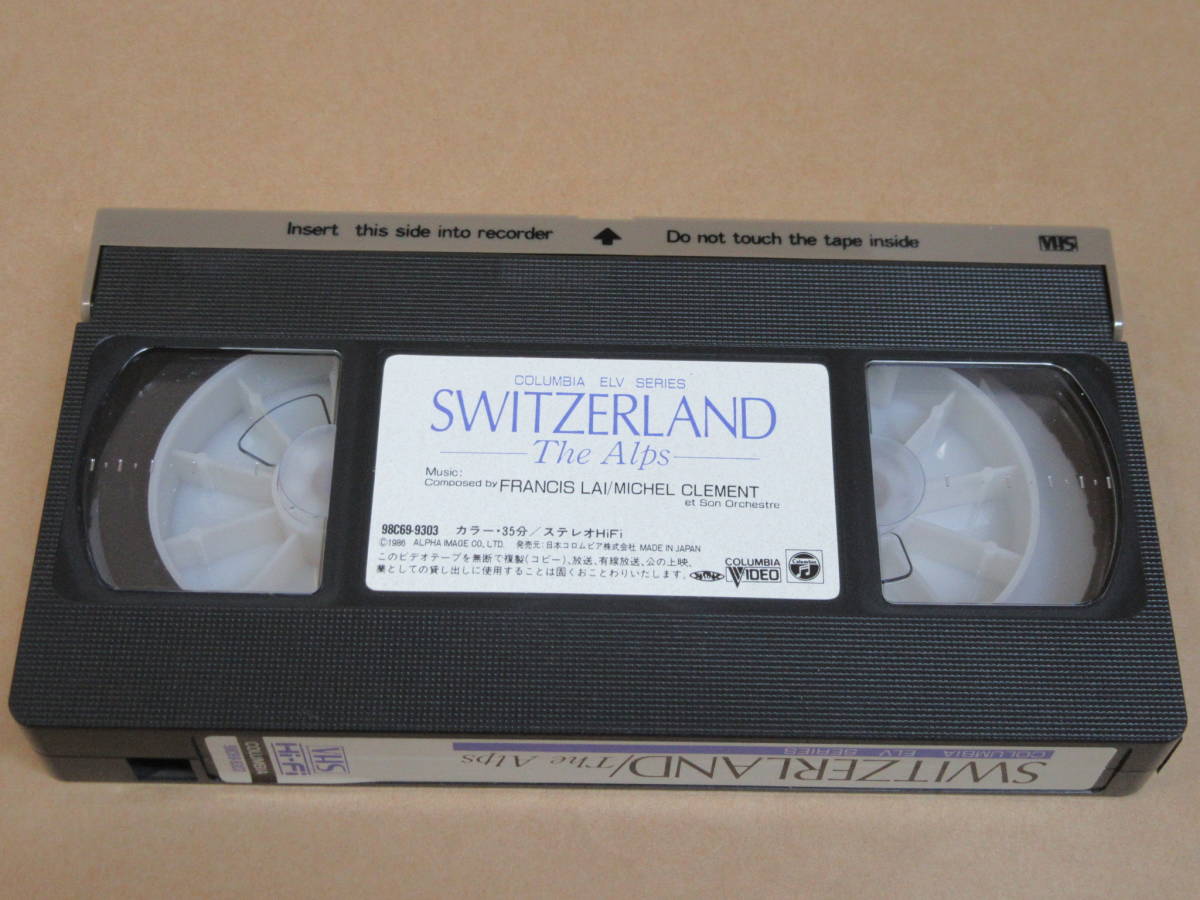 Insert this side into recorder
Do not touch the tape inside
VHS
COLUMBIA ELV SERIES
SWITZERLAND
The Alps
Music:
Composed by FRANCIS LAI/MICHEL CLEMENT
et Son Orchestre
98C69-9303 カラー・35分/ステレオHiFi
©1986 ALPHA IMAGE CO., LTD. 発売元:日本コロムビア株式会社 MADE IN JAPAN
このビデオテープを無断で複製(コピー)、放送、有線放送、公の上映、
業としての貸し出しに使用することは固くおことわりいたします。
COLUMBIA
VIDEO
Columbia
COLUMBIA ELV SERIES
SWITZERLAND/The Alps
VHS
Hi-Fi
COLUMBIA
98C69-9303